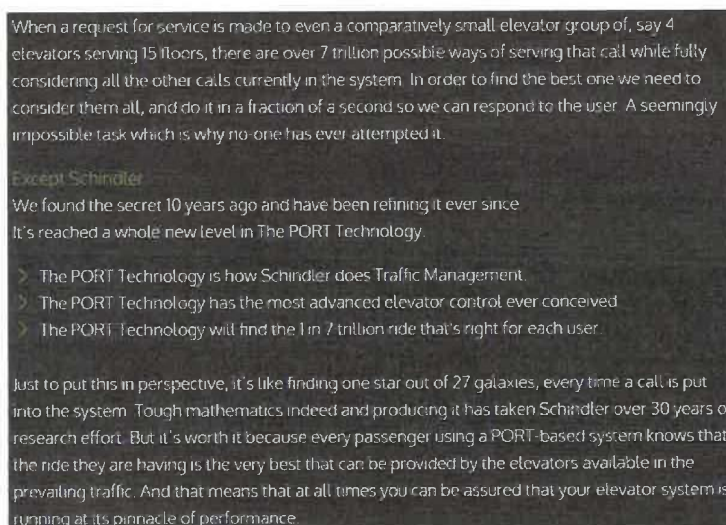 When a request for service is made to even a comparatively small elevator group of, say 4
elevators serving 15 floors, there are over 7 trillion possible ways of serving that call while fully
considering all the other calls currently in the system. In order to find the best one we need to
consider them all, and do it in a fraction of a second so we can respond to the user. A seemingly
impossible task which is why no-one has ever attempted it.
Except Schindler
We found the secret 10 years ago and have been refining it ever since.
It's reached a whole new level in The PORT Technology.
> The PORT Technology is how Schindler does Traffic Management.
> The PORT Technology has the most advanced elevator control ever conceived
> The PORT Technology will find the 1 in 7 trillion ride that's right for each user.
Just to put this in perspective, it's like finding one star out of 27 galaxies, every time a call is put
into the system. Tough mathematics indeed and producing it has taken Schindler over 30 years o
research effort. But it's worth it because every passenger using a PORT-based system knows that
the ride they are having is the very best that can be provided by the elevators available in the
prevailing traffic. And that means that at all times you can be assured that your elevator system is
running at its pinnacle of performance.